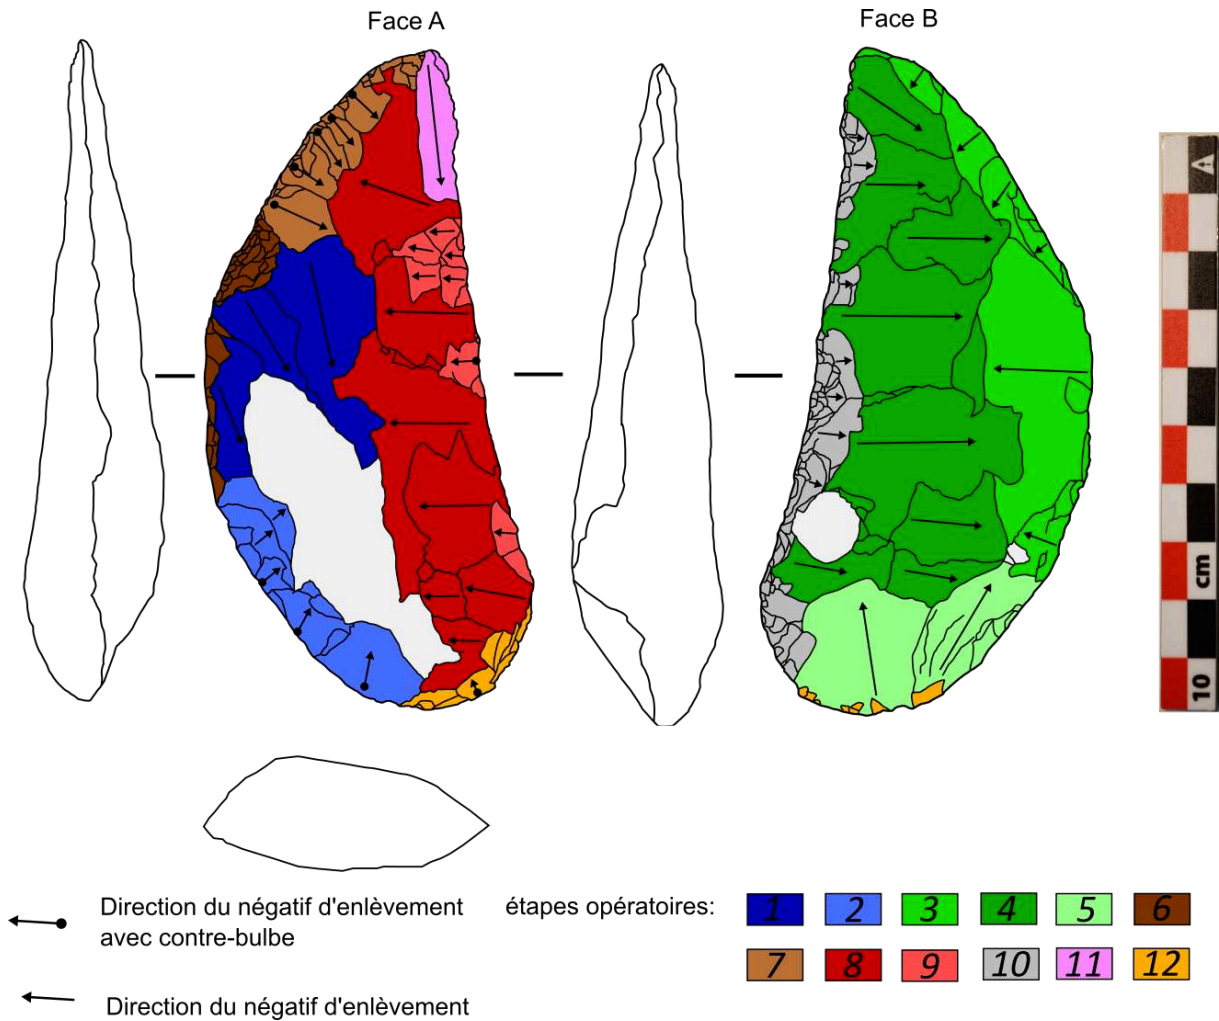 Face A
Face B
A
cm
10
Direction du négatif d'enlèvement
avec contre-bulbe
Direction du négatif d'enlèvement
étapes opératoires:
1 2 3 4 5 6
7 8 9 10 11 12